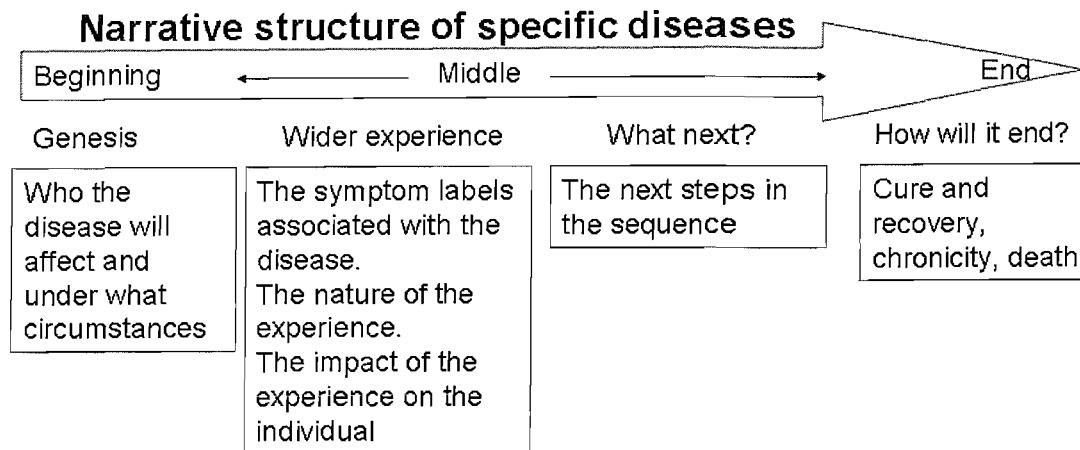 Narrative structure of specific diseases
Beginning
Middle
End
Genesis
Wider experience
What next?
How will it end?
Who the
disease will
affect and
under what
circumstances
The symptom labels
associated with the
disease.
The nature of the
experience.
The impact of the
experience on the
individual
The next steps in
the sequence
Cure and
recovery,
chronicity, death